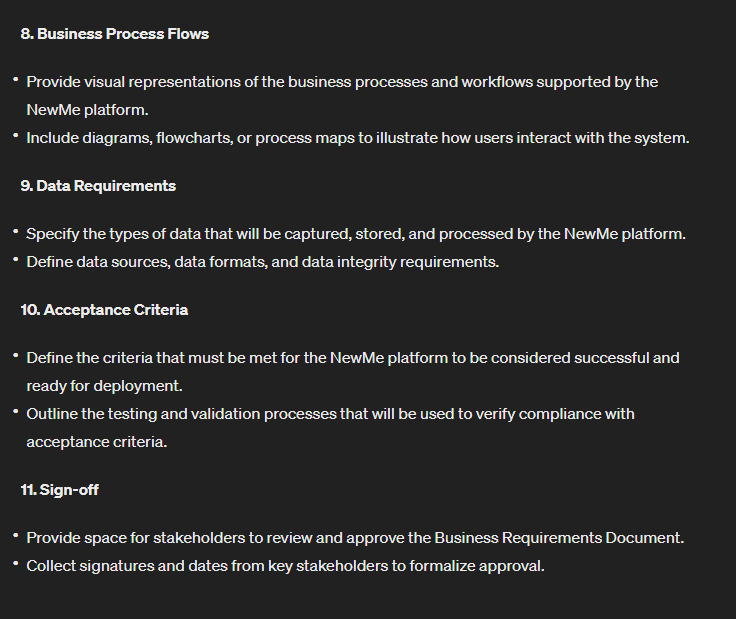 8. Business Process Flows
• Provide visual representations of the business processes and workflows supported by the
NewMe platform.
• Include diagrams, flowcharts, or process maps to illustrate how users interact with the system.
9. Data Requirements
• Specify the types of data that will be captured, stored, and processed by the NewMe platform.
• Define data sources, data formats, and data integrity requirements.
10. Acceptance Criteria
• Define the criteria that must be met for the NewMe platform to be considered successful and
ready for deployment.
• Outline the testing and validation processes that will be used to verify compliance with
acceptance criteria.
11. Sign-off
• Provide space for stakeholders to review and approve the Business Requirements Document.
• Collect signatures and dates from key stakeholders to formalize approval.